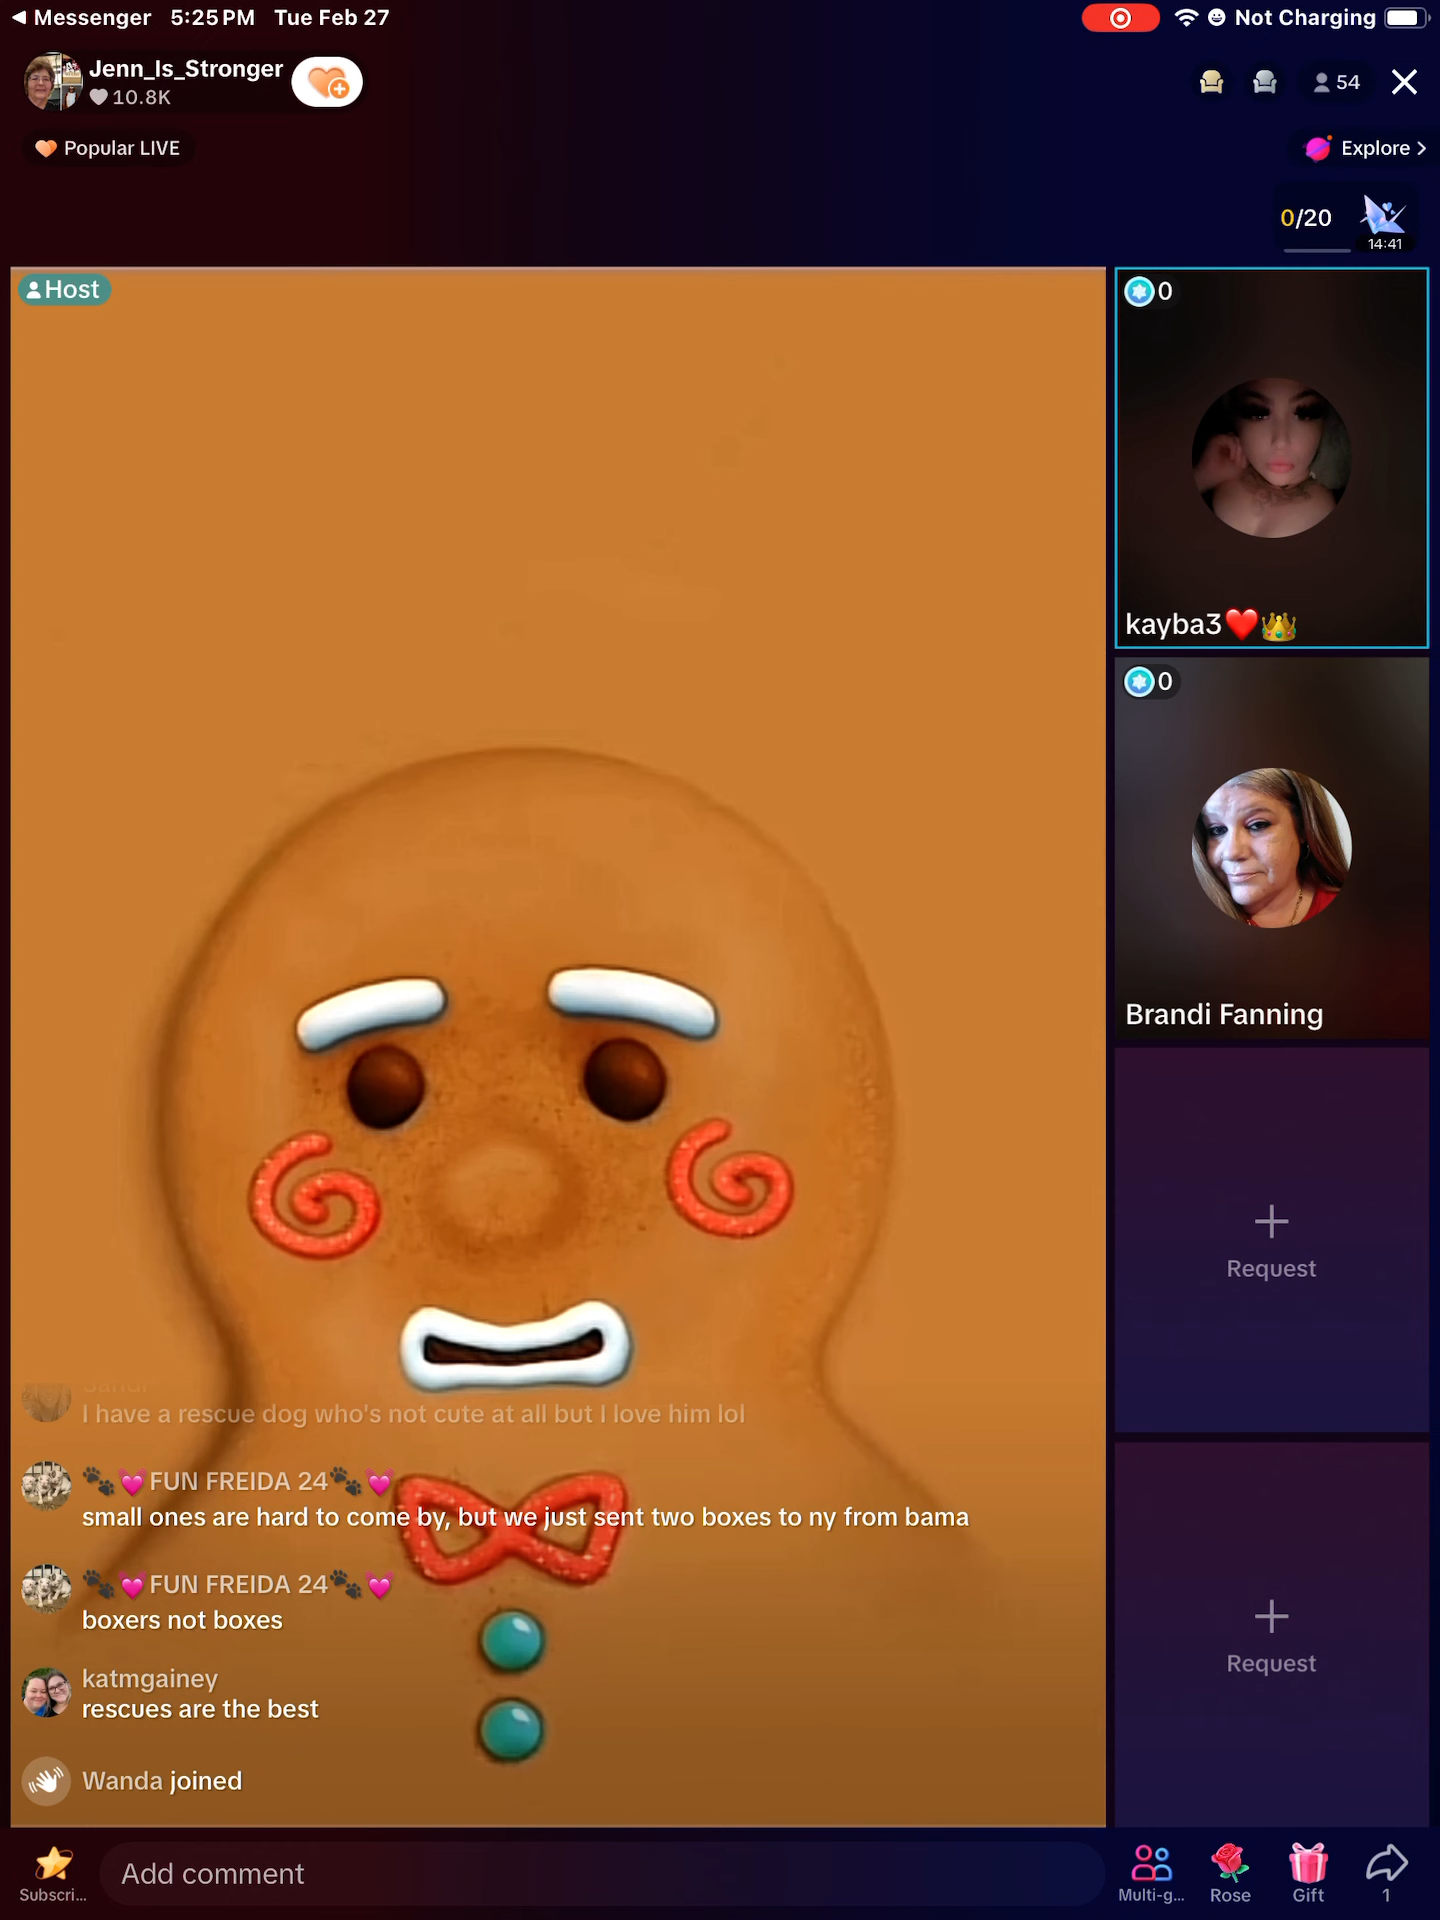 Messenger 5:25 PM Tue Feb 27
Not Charging
Jenn_Is_Stronger
10.8K
54
Popular LIVE
Explore >
0/20
14:41
Host
0
kayba3❤️👑
0
Brandi Fanning
Request
Request
Sandi
I have a rescue dog who's not cute at all but I love him lol
🐾💓FUN FREIDA 24🐾💓
small ones are hard to come by, but we just sent two boxes to ny from bama
🐾💓FUN FREIDA 24🐾💓
boxers not boxes
katmgainey
rescues are the best
Wanda joined
Subscri...
Add comment
Multi-g...
Rose
Gift
1